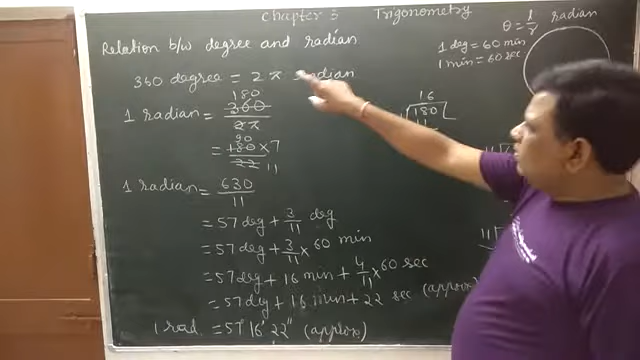 Chapter 3 Trigonometry
θ = l/r radian
Relation b/w degree and radian
1 deg = 60 min
1 min = 60 sec
360 degree = 2π radian
180
1 radian = 360/2π
90
= 180×7/22
11
16
180
1 radian = 630/11
= 57 deg + 3/11 deg
= 57 deg + 3/11 × 60 min
= 57 deg + 16 min + 4/11 × 60 sec
= 57 deg + 16 min + 22 sec (approx)
1 rad. = 57° 16' 22" (approx)